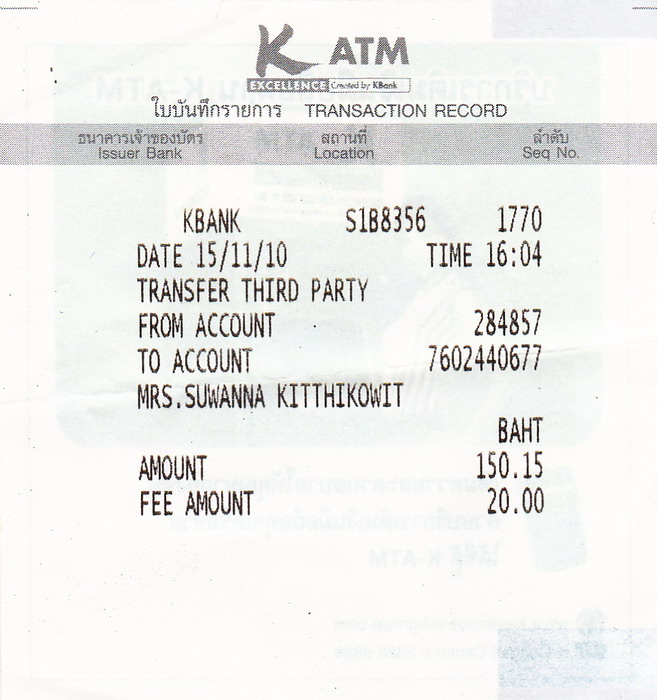 K ATM
EXCELLENCE Created by KBank
ใบบันทึกรายการ TRANSACTION RECORD
ธนาคารเจ้าของบัตร สถานที่ ลำดับ
Issuer Bank Location Seq No.
KBANK S1B8356 1770
DATE 15/11/10 TIME 16:04
TRANSFER THIRD PARTY
FROM ACCOUNT 284857
TO ACCOUNT 7602440677
MRS.SUWANNA KITTHIKOWIT
BAHT
AMOUNT 150.15
FEE AMOUNT 20.00